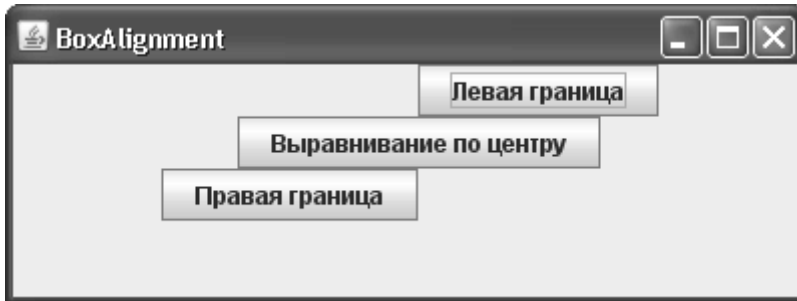 BoxAlignment
Левая граница
Выравнивание по центру
Правая граница